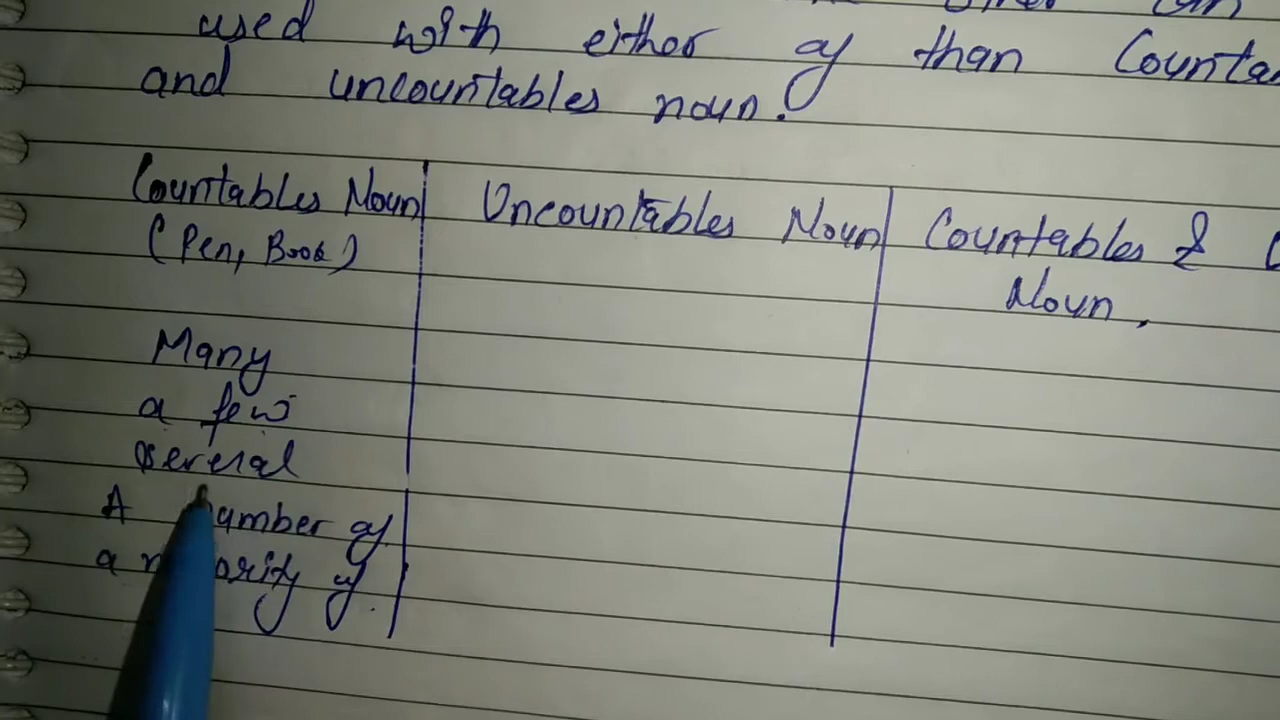 used with either of than Counta
and uncountables noun.
Countables Noun
(Pen, Book)
Uncountables Noun
Countables &
Noun.
Many
a few
several
A number of
a of